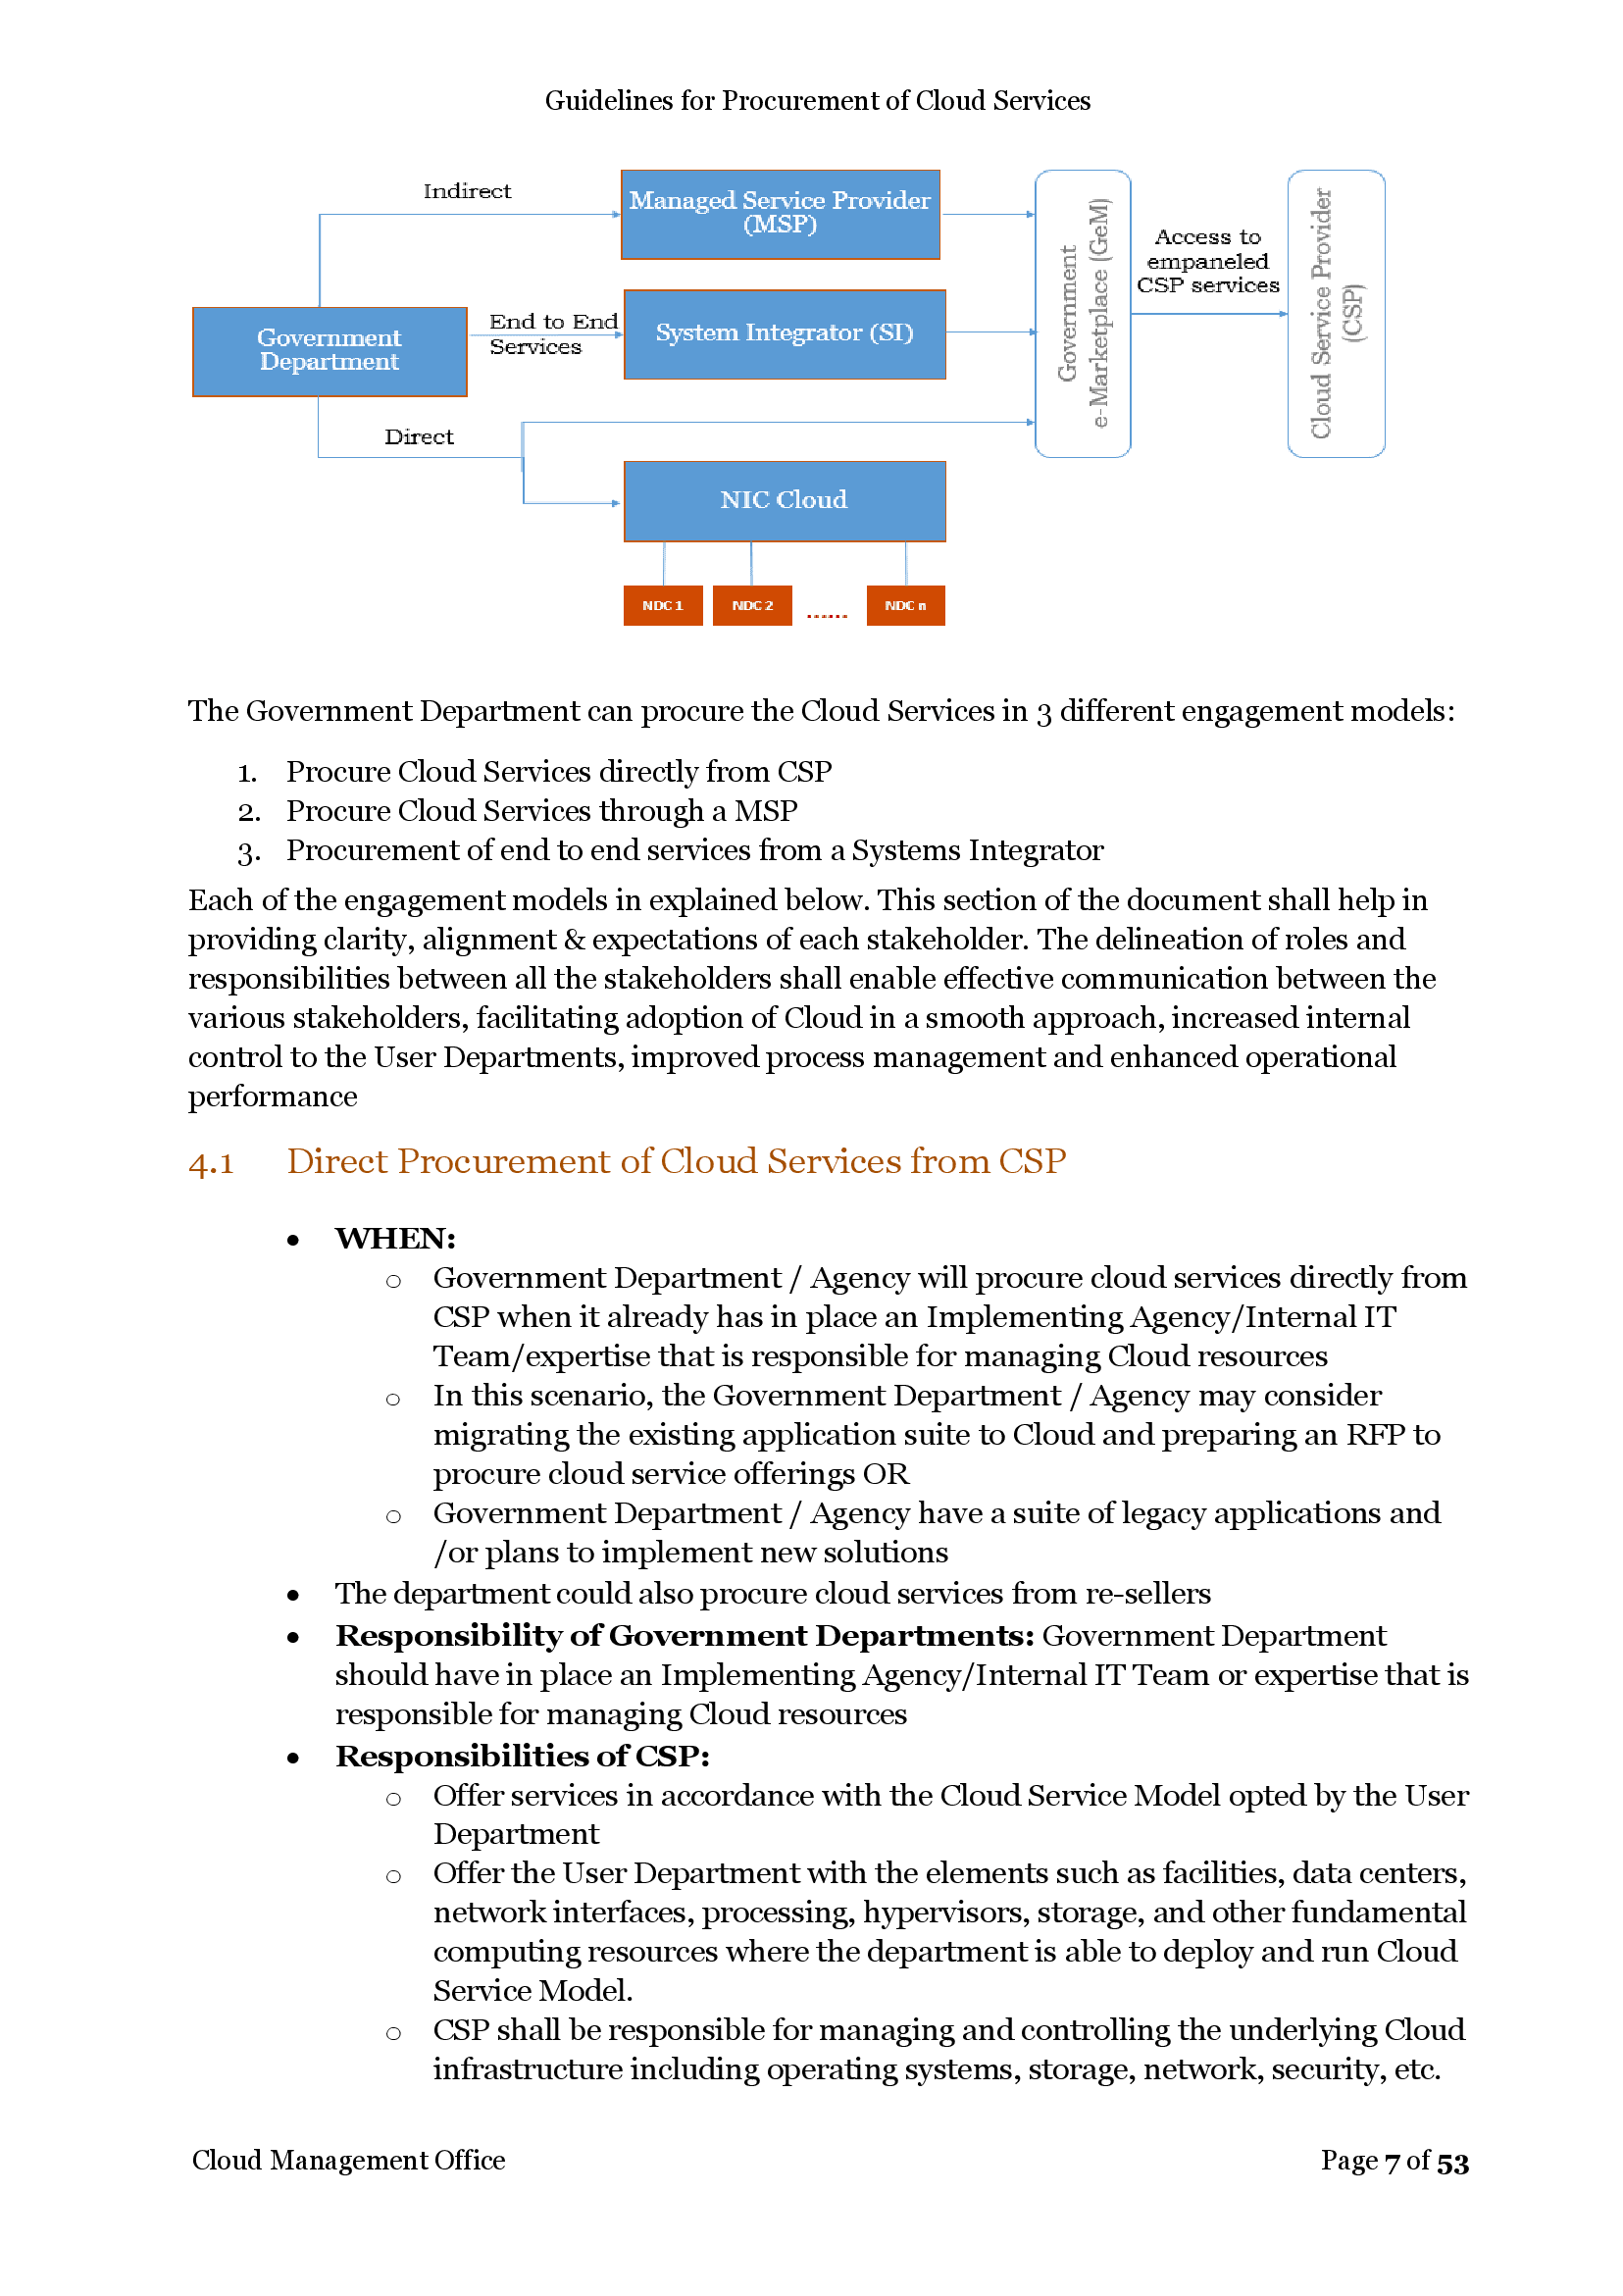 Guidelines for Procurement of Cloud Services
Indirect
Managed Service Provider
(MSP)
Government
e-Marketplace (GeM)
Access to
empaneled
CSP services
Cloud Service Provider
(CSP)
Government
Department
End to End
Services
System Integrator (SI)
Direct
NIC Cloud
NDC 1
NDC 2
......
NDC n
The Government Department can procure the Cloud Services in 3 different engagement models:
1. Procure Cloud Services directly from CSP
2. Procure Cloud Services through a MSP
3. Procurement of end to end services from a Systems Integrator
Each of the engagement models in explained below. This section of the document shall help in
providing clarity, alignment & expectations of each stakeholder. The delineation of roles and
responsibilities between all the stakeholders shall enable effective communication between the
various stakeholders, facilitating adoption of Cloud in a smooth approach, increased internal
control to the User Departments, improved process management and enhanced operational
performance
4.1 Direct Procurement of Cloud Services from CSP
• WHEN:
o Government Department / Agency will procure cloud services directly from
CSP when it already has in place an Implementing Agency/Internal IT
Team/expertise that is responsible for managing Cloud resources
o In this scenario, the Government Department / Agency may consider
migrating the existing application suite to Cloud and preparing an RFP to
procure cloud service offerings OR
o Government Department / Agency have a suite of legacy applications and
/or plans to implement new solutions
• The department could also procure cloud services from re-sellers
• Responsibility of Government Departments: Government Department
should have in place an Implementing Agency/Internal IT Team or expertise that is
responsible for managing Cloud resources
• Responsibilities of CSP:
o Offer services in accordance with the Cloud Service Model opted by the User
Department
o Offer the User Department with the elements such as facilities, data centers,
network interfaces, processing, hypervisors, storage, and other fundamental
computing resources where the department is able to deploy and run Cloud
Service Model.
o CSP shall be responsible for managing and controlling the underlying Cloud
infrastructure including operating systems, storage, network, security, etc.
Cloud Management Office
Page 7 of 53